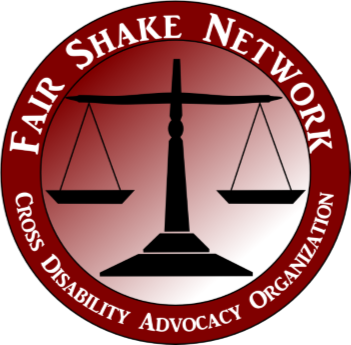 Fair Shake Network
Cross Disability Advocacy Organization